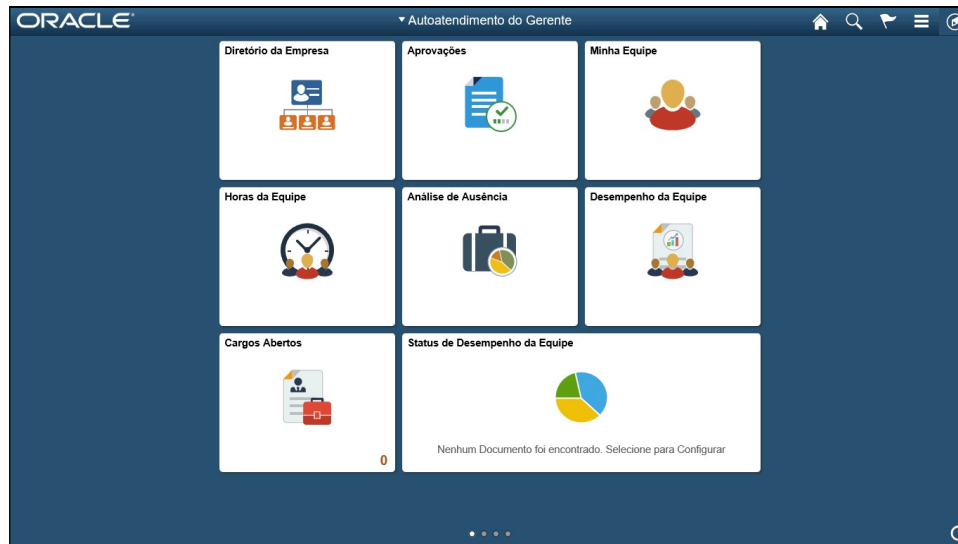 ORACLE
Autoatendimento do Gerente
Diretório da Empresa
Aprovações
Minha Equipe
Horas da Equipe
Análise de Ausência
Desempenho da Equipe
Cargos Abertos
0
Status de Desempenho da Equipe
Nenhum Documento foi encontrado. Selecione para Configurar